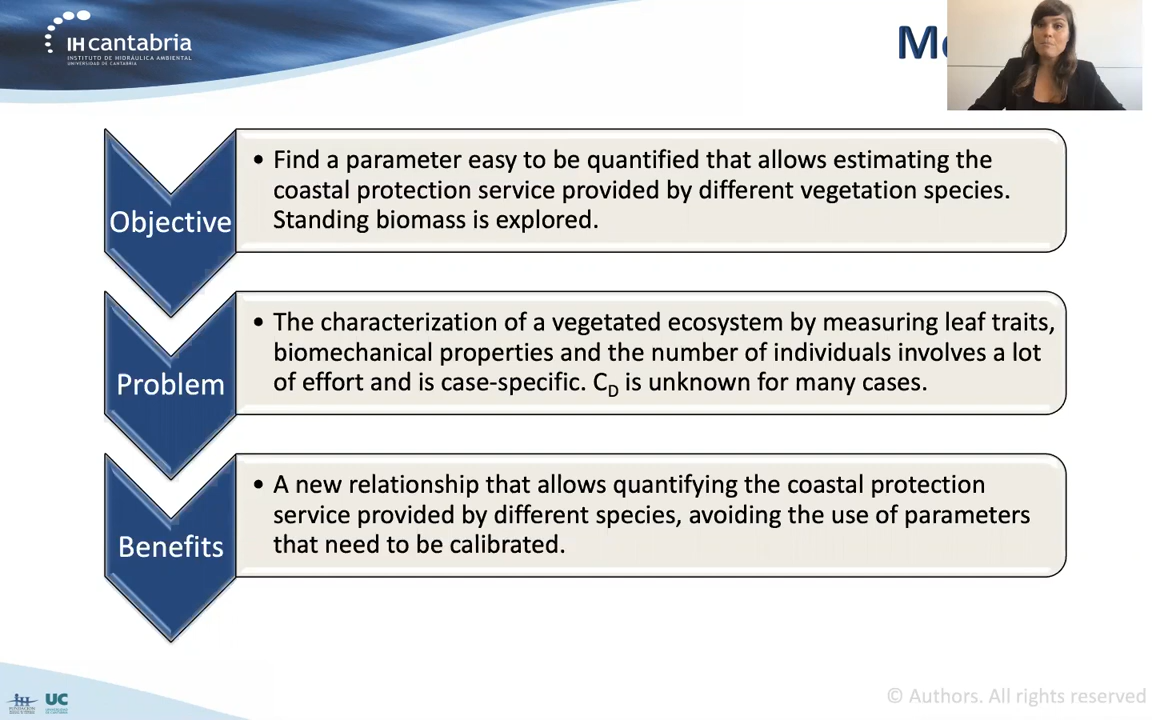 IHcantabria
INSTITUTO DE HIDRÁULICA AMBIENTAL
UNIVERSIDAD DE CANTABRIA
Objective
• Find a parameter easy to be quantified that allows estimating the
coastal protection service provided by different vegetation species.
Standing biomass is explored.
Problem
• The characterization of a vegetated ecosystem by measuring leaf traits,
biomechanical properties and the number of individuals involves a lot
of effort and is case-specific. C_D is unknown for many cases.
Benefits
• A new relationship that allows quantifying the coastal protection
service provided by different species, avoiding the use of parameters
that need to be calibrated.
UC
© Authors. All rights reserved